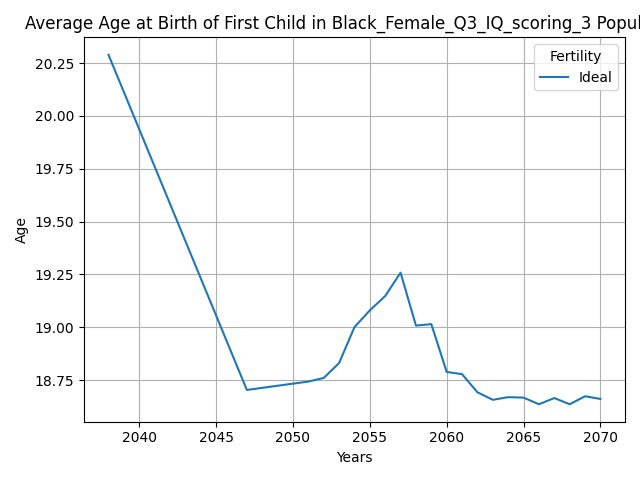 Average Age at Birth of First Child in Black_Female_Q3_IQ_scoring_3 Popul
Fertility
Ideal
20.25
20.00
19.75
19.50
19.25
19.00
18.75
Age
2040 2045 2050 2055 2060 2065 2070
Years